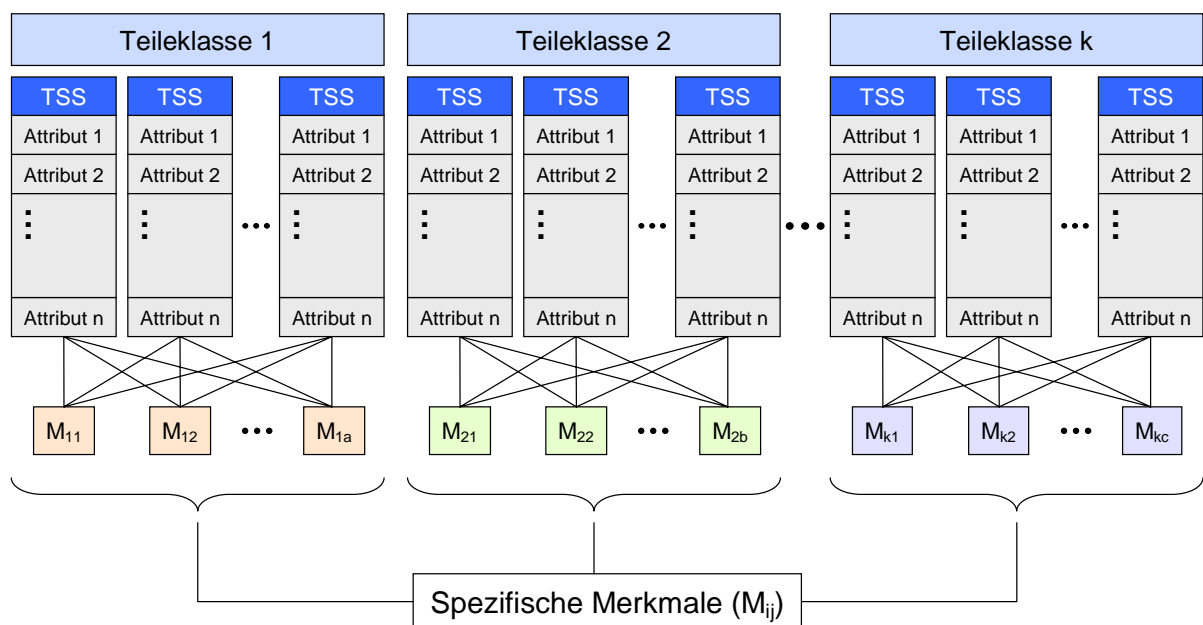 Teileklasse 1
Teileklasse 2
Teileklasse k
TSS TSS TSS TSS TSS TSS TSS TSS TSS
Attribut 1 Attribut 1 Attribut 1 Attribut 1 Attribut 1 Attribut 1 Attribut 1 Attribut 1 Attribut 1
Attribut 2 Attribut 2 Attribut 2 Attribut 2 Attribut 2 Attribut 2 Attribut 2 Attribut 2 Attribut 2
Attribut n Attribut n Attribut n Attribut n Attribut n Attribut n Attribut n Attribut n Attribut n
M11 M12 ••• M1a M21 M22 ••• M2b Mk1 Mk2 ••• Mkc
Spezifische Merkmale (Mij)